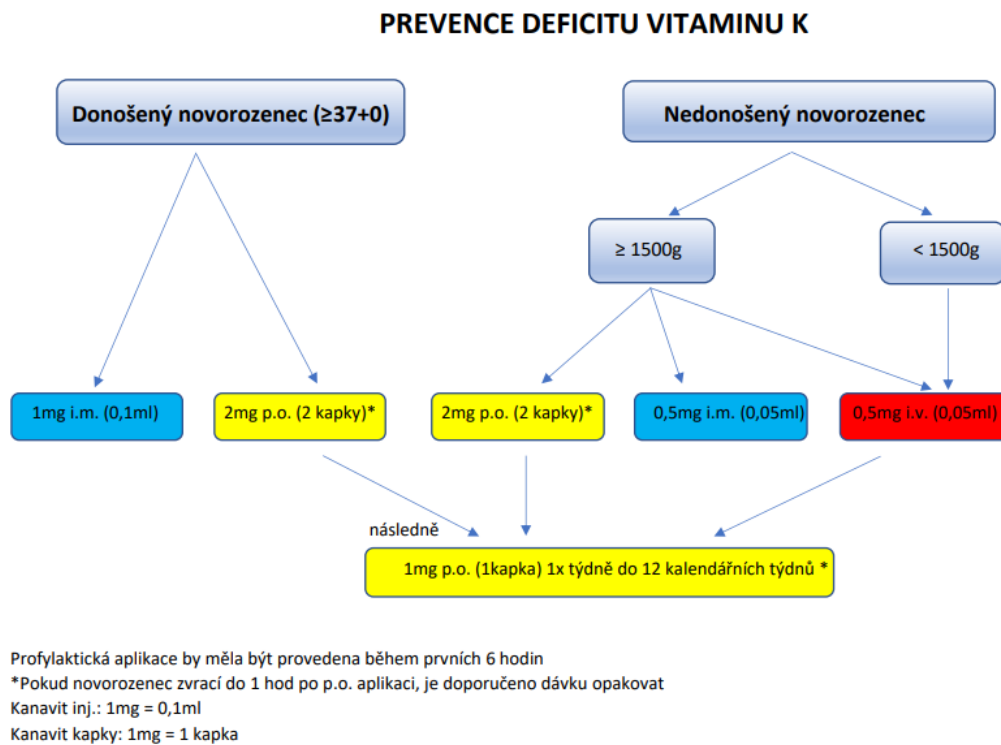 PREVENCE DEFICITU VITAMINU K
Donošený novorozenec (≥37+0)
Nedonošený novorozenec
≥ 1500g
< 1500g
1mg i.m. (0,1ml)
2mg p.o. (2 kapky)*
2mg p.o. (2 kapky)*
0,5mg i.m. (0,05ml)
0,5mg i.v. (0,05ml)
následně
1mg p.o. (1kapka) 1x týdně do 12 kalendářních týdnů *
Profylaktická aplikace by měla být provedena během prvních 6 hodin
*Pokud novorozenec zvrací do 1 hod po p.o. aplikaci, je doporučeno dávku opakovat
Kanavit inj.: 1mg = 0,1ml
Kanavit kapky: 1mg = 1 kapka